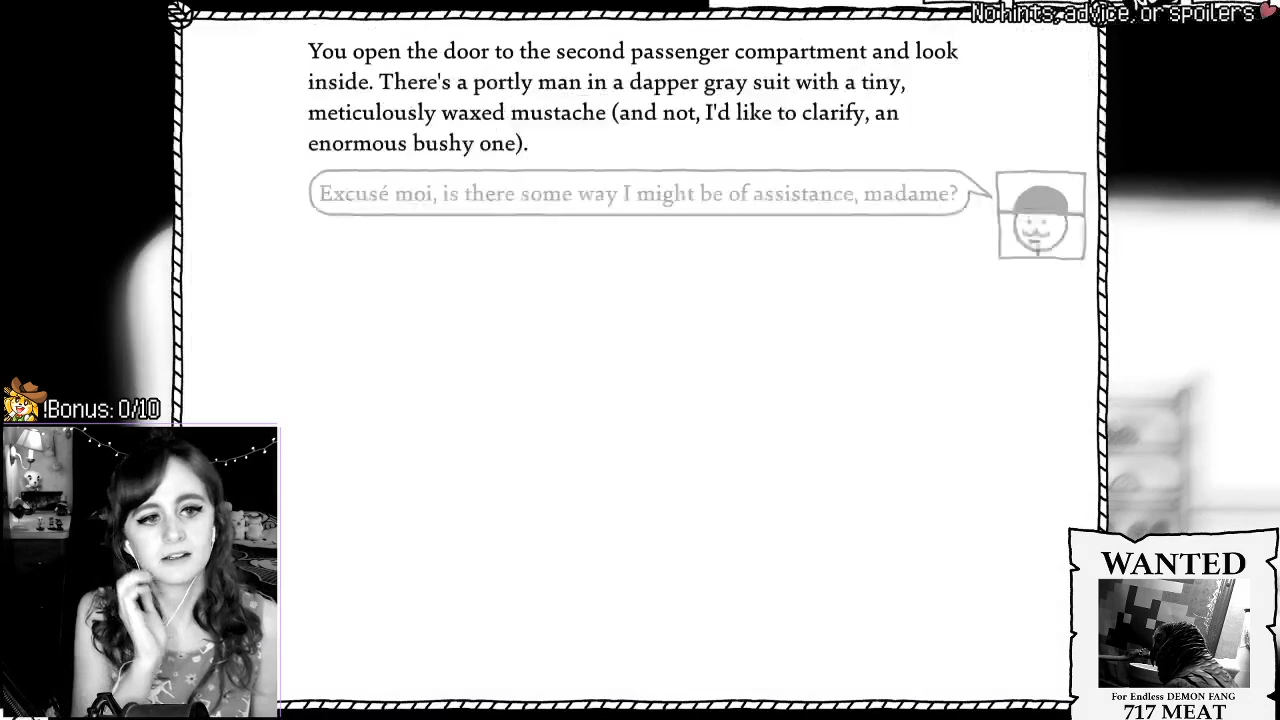 No hints, advice, or spoilers
You open the door to the second passenger compartment and look
inside. There's a portly man in a dapper gray suit with a tiny,
meticulously waxed mustache (and not, I'd like to clarify, an
enormous bushy one).
Excusé moi, is there some way I might be of assistance, madame?
!Bonus: 0/10
WANTED
For Endless DEMON FANG
717 MEAT